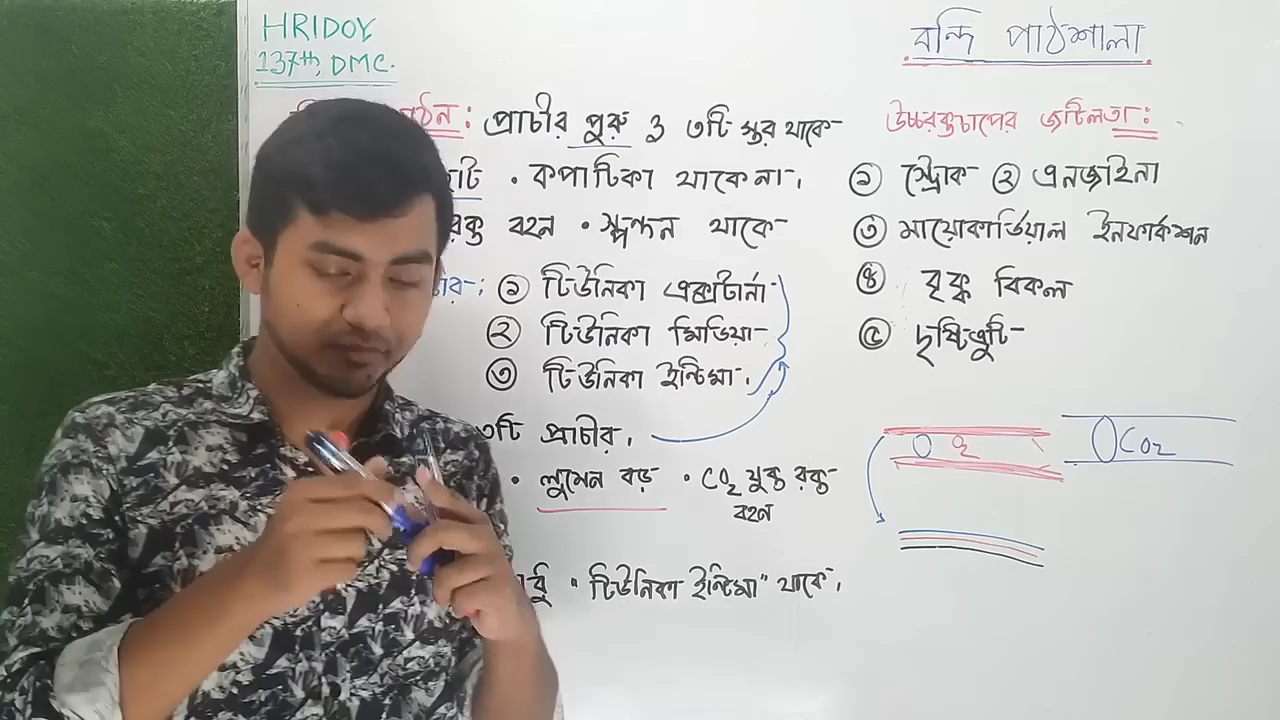 HRIDOY
137th, DMC.
বন্দি পাঠশালা
গঠন : প্রাচীর পুরু ও ৩টি স্তর থাকে
• কপাটিকা থাকেনা।
রক্ত বহন • স্পন্দন থাকে
① টিউনিকা এক্সটার্না
② টিউনিকা মিডিয়া
③ টিউনিকা ইন্টিমা।
৩টি প্রাচীর।
• লুমেন বড় • CO₂ যুক্ত রক্ত
বহন
"টিউনিকা ইন্টিমা" থাকে।
উচ্চরক্তচাপের জটিলতা :
① স্ট্রোক ② এনজাইনা
③ মায়োকার্ডিয়াল ইনফার্কশন
④ বৃক্ক বিকল
⑤ দৃষ্টিত্রুটি
O₂
CO₂